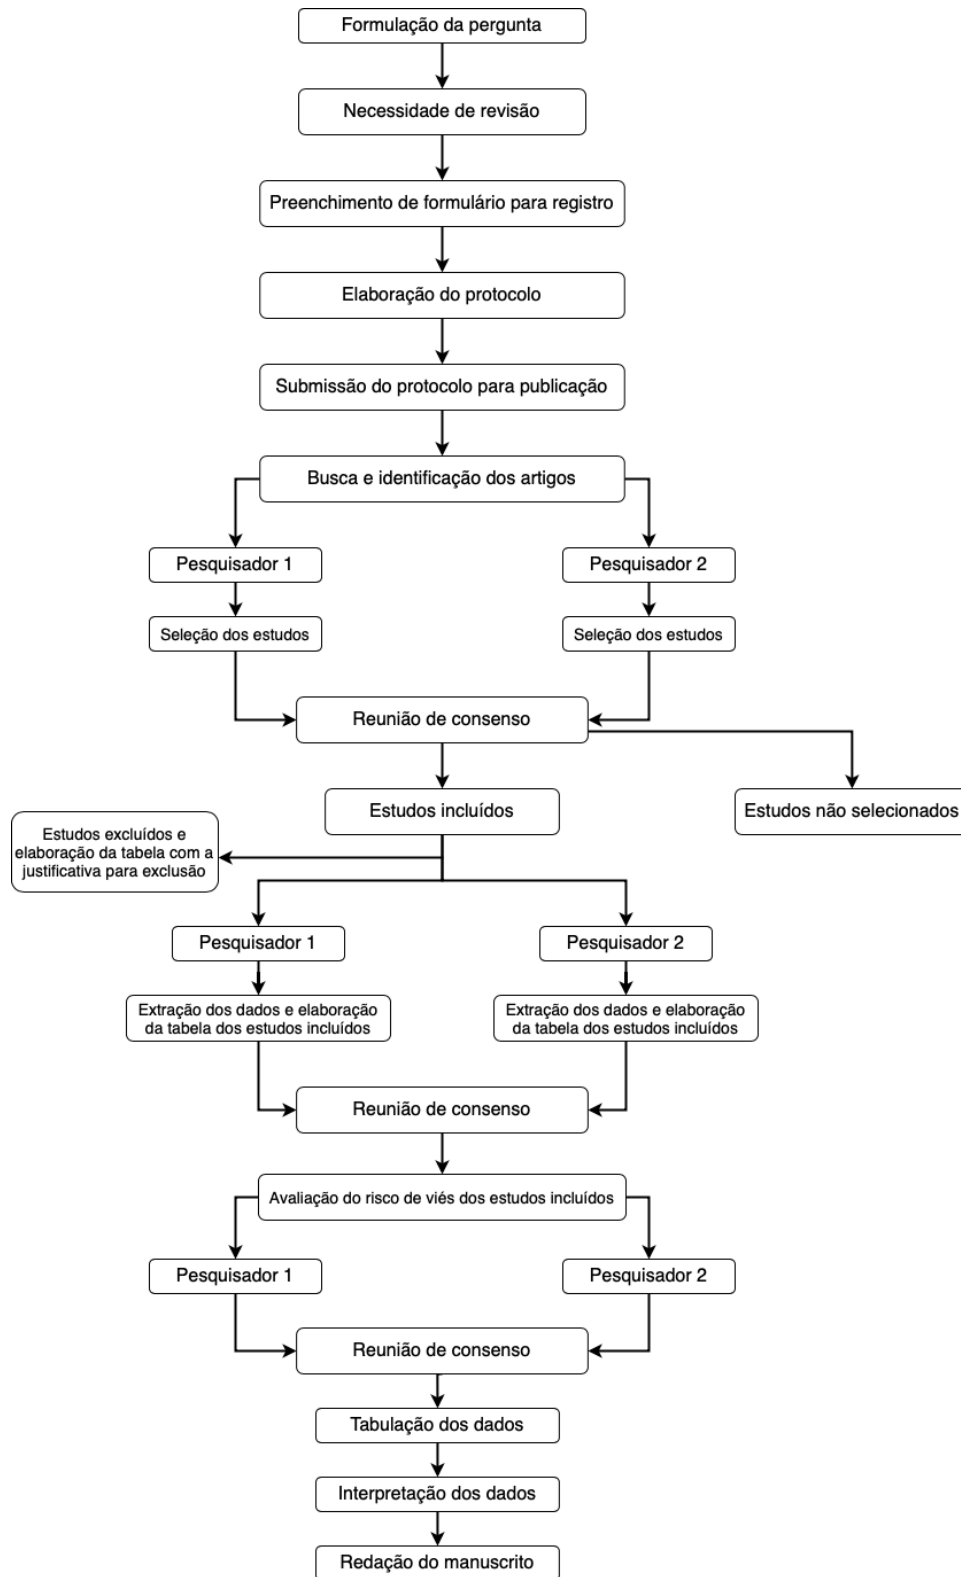 Formulação da pergunta
Necessidade de revisão
Preenchimento de formulário para registro
Elaboração do protocolo
Submissão do protocolo para publicação
Busca e identificação dos artigos
Pesquisador 1
Pesquisador 2
Seleção dos estudos
Seleção dos estudos
Reunião de consenso
Estudos incluídos
Estudos não selecionados
Estudos excluídos e
elaboração da tabela com a
justificativa para exclusão
Pesquisador 1
Pesquisador 2
Extração dos dados e elaboração
da tabela dos estudos incluídos
Extração dos dados e elaboração
da tabela dos estudos incluídos
Reunião de consenso
Avaliação do risco de viés dos estudos incluídos
Pesquisador 1
Pesquisador 2
Reunião de consenso
Tabulação dos dados
Interpretação dos dados
Redação do manuscrito